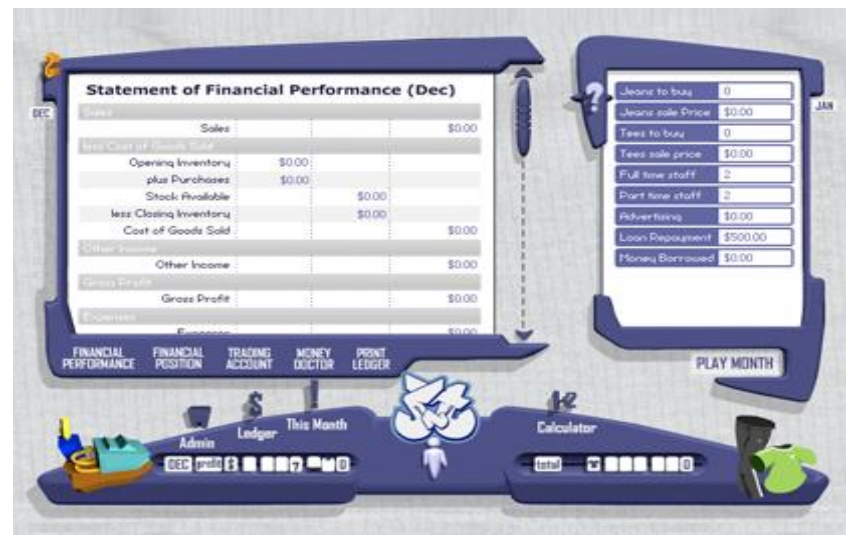 Statement of Financial Performance (Dec)
DEC
Sales
Sales $0.00
less Cost of Goods Sold
Opening Inventory $0.00
plus Purchases $0.00
Stock Available $0.00
less Closing Inventory $0.00
Cost of Goods Sold $0.00
Other Income
Other Income $0.00
Gross Profit
Gross Profit $0.00
Expenses
Expenses $0.00
FINANCIAL PERFORMANCE
FINANCIAL POSITION
TRADING ACCOUNT
MONEY DOCTOR
PRINT LEDGER
?
JAN
Jeans to buy 0
Jeans sale Price $0.00
Tees to buy 0
Tees sale price $0.00
Full time staff 2
Part time staff 2
Advertising $0.00
Loan Repayment $500.00
Money Borrowed $0.00
PLAY MONTH
Admin
$
Ledger
!
This Month
Calculator
DEC profit $ 0
total 0